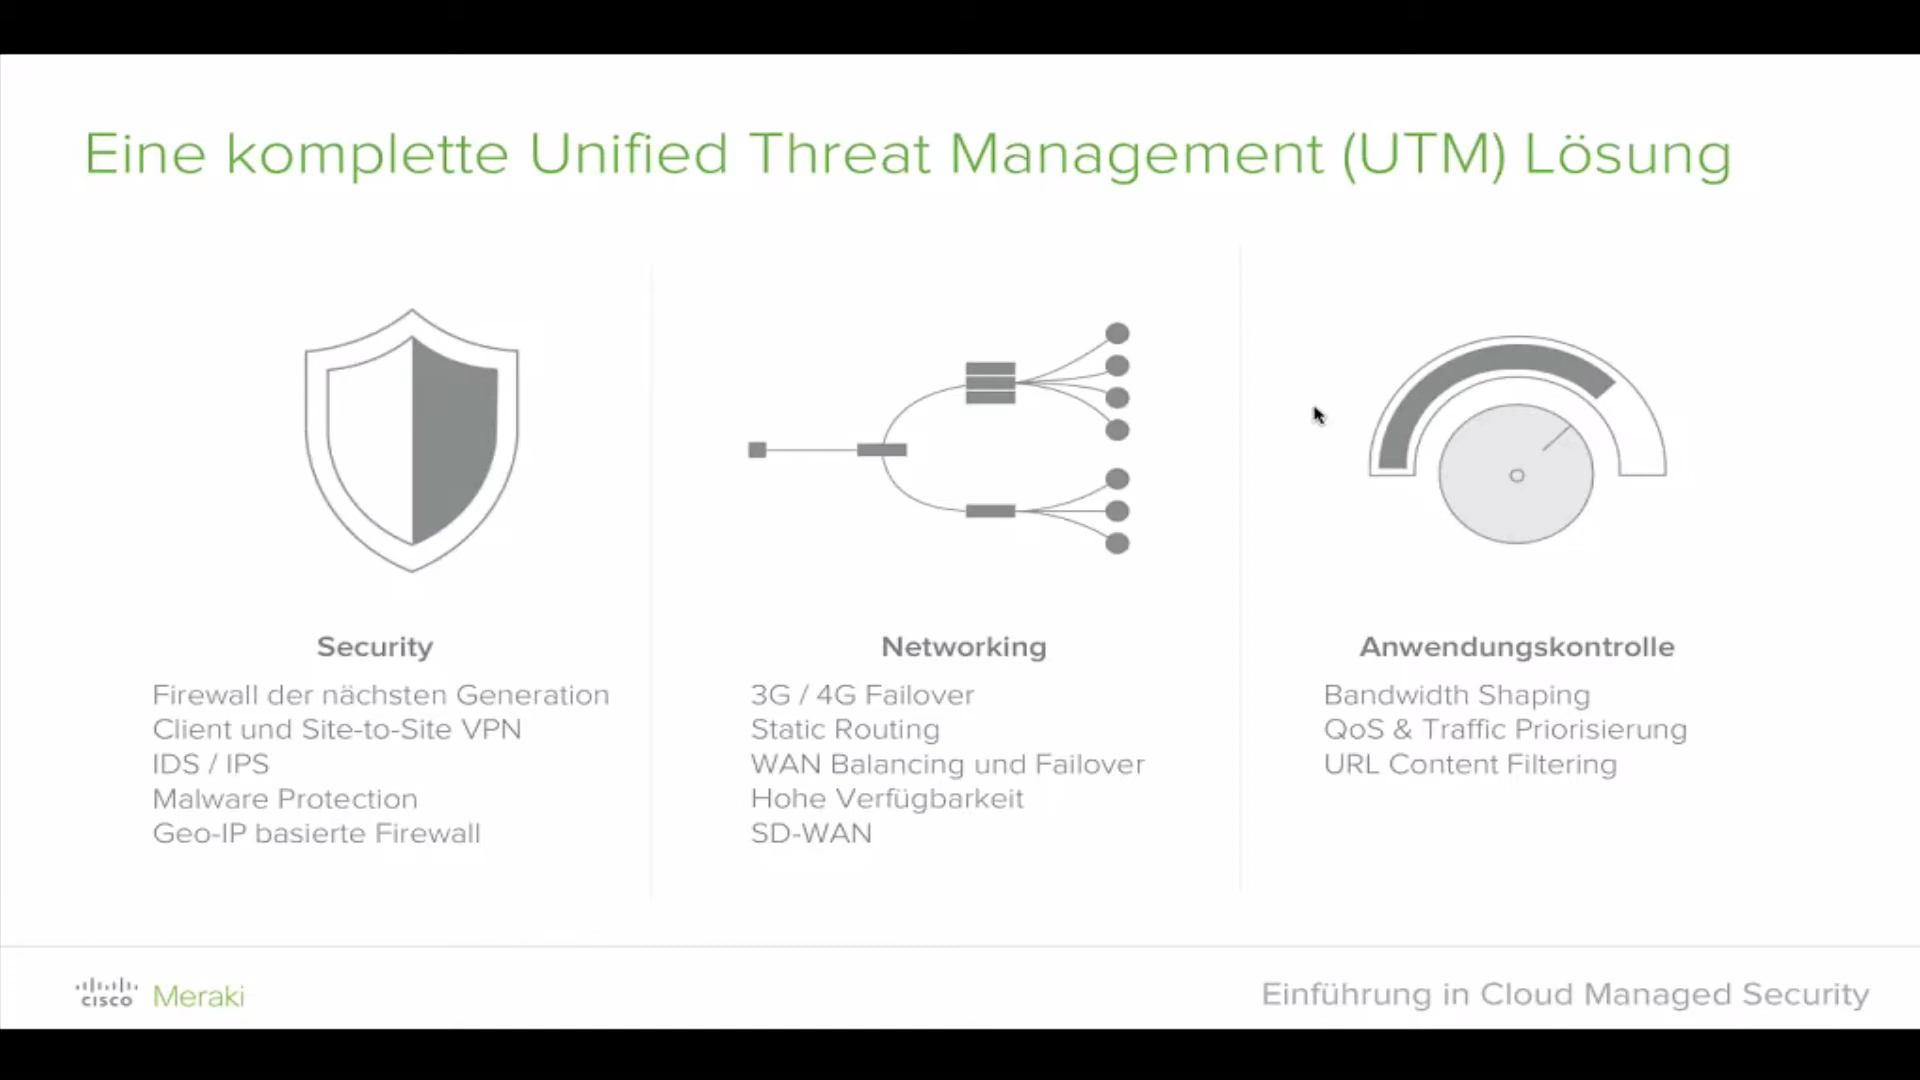 Eine komplette Unified Threat Management (UTM) Lösung
Security
Firewall der nächsten Generation
Client und Site-to-Site VPN
IDS / IPS
Malware Protection
Geo-IP basierte Firewall
Networking
3G / 4G Failover
Static Routing
WAN Balancing und Failover
Hohe Verfügbarkeit
SD-WAN
Anwendungskontrolle
Bandwidth Shaping
QoS & Traffic Priorisierung
URL Content Filtering
cisco Meraki
Einführung in Cloud Managed Security